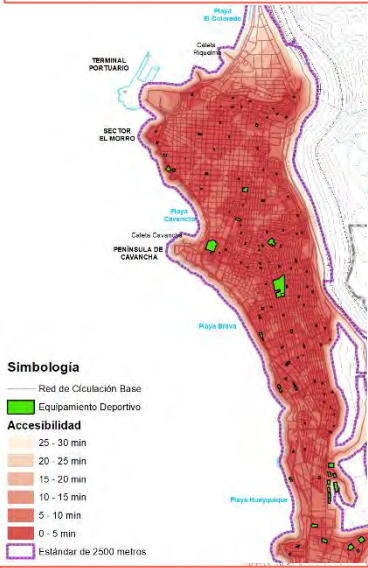 Playa
El Colorado
Caleta
Riquelme
TERMINAL
PORTUARIO
SECTOR
EL MORRO
Playa
Cavancha
Caleta Cavancha
PENÍNSULA DE
CAVANCHA
Playa Brava
Playa Huayquique
Simbología
Red de Cículación Base
Equipamiento Deportivo
Accesibilidad
25 - 30 min
20 - 25 min
15 - 20 min
10 - 15 min
5 - 10 min
0 - 5 min
Estándar de 2500 metros